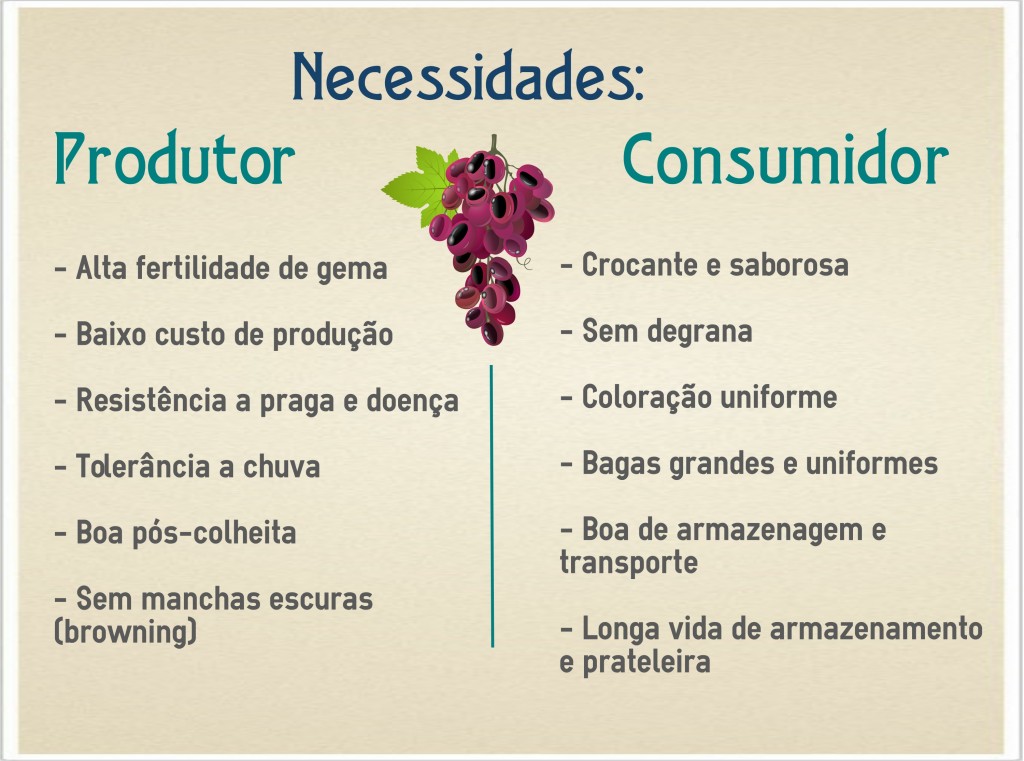 Necessidades:
Produtor
- Alta fertilidade de gema
- Baixo custo de produção
- Resistência a praga e doença
- Tolerância a chuva
- Boa pós-colheita
- Sem manchas escuras
(browning)
Consumidor
- Crocante e saborosa
- Sem degrana
- Coloração uniforme
- Bagas grandes e uniformes
- Boa de armazenagem e
transporte
- Longa vida de armazenamento
e prateleira